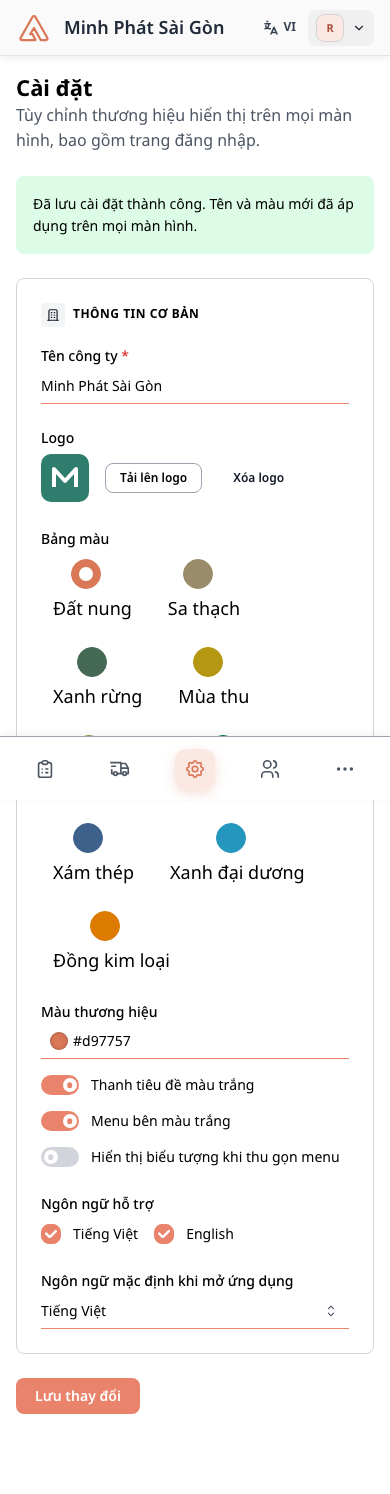 Minh Phát Sài Gòn
VI
R
Cài đặt
Tùy chỉnh thương hiệu hiển thị trên mọi màn
hình, bao gồm trang đăng nhập.
Đã lưu cài đặt thành công. Tên và màu mới đã áp
dụng trên mọi màn hình.
THÔNG TIN CƠ BẢN
Tên công ty *
Minh Phát Sài Gòn
Logo
M
Tải lên logo
Xóa logo
Bảng màu
Đất nung
Sa thạch
Xanh rừng
Mùa thu
Xám thép
Xanh đại dương
Đồng kim loại
Màu thương hiệu
#d97757
Thanh tiêu đề màu trắng
Menu bên màu trắng
Hiển thị biểu tượng khi thu gọn menu
Ngôn ngữ hỗ trợ
Tiếng Việt
English
Ngôn ngữ mặc định khi mở ứng dụng
Tiếng Việt
Lưu thay đổi